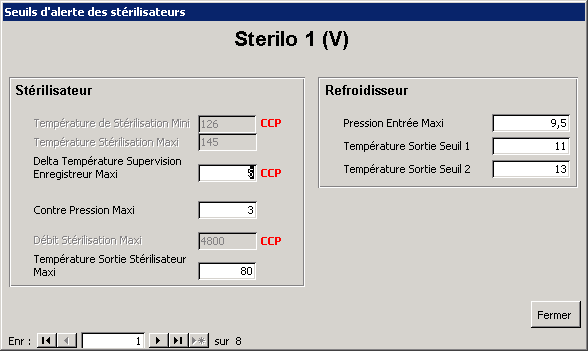 Seuils d'alerte des stérilisateurs
Sterilo 1 (V)
Stérilisateur
Température de Stérilisation Mini 126 CCP
Température Stérilisation Maxi 145
Delta Température Supervision
Enregistreur Maxi CCP
Contre Pression Maxi 3
Débit Stérilisation Maxi 4800 CCP
Température Sortie Stérilisateur
Maxi 80
Refroidisseur
Pression Entrée Maxi 9,5
Température Sortie Seuil 1 11
Température Sortie Seuil 2 13
Fermer
Enr : 1 sur 8